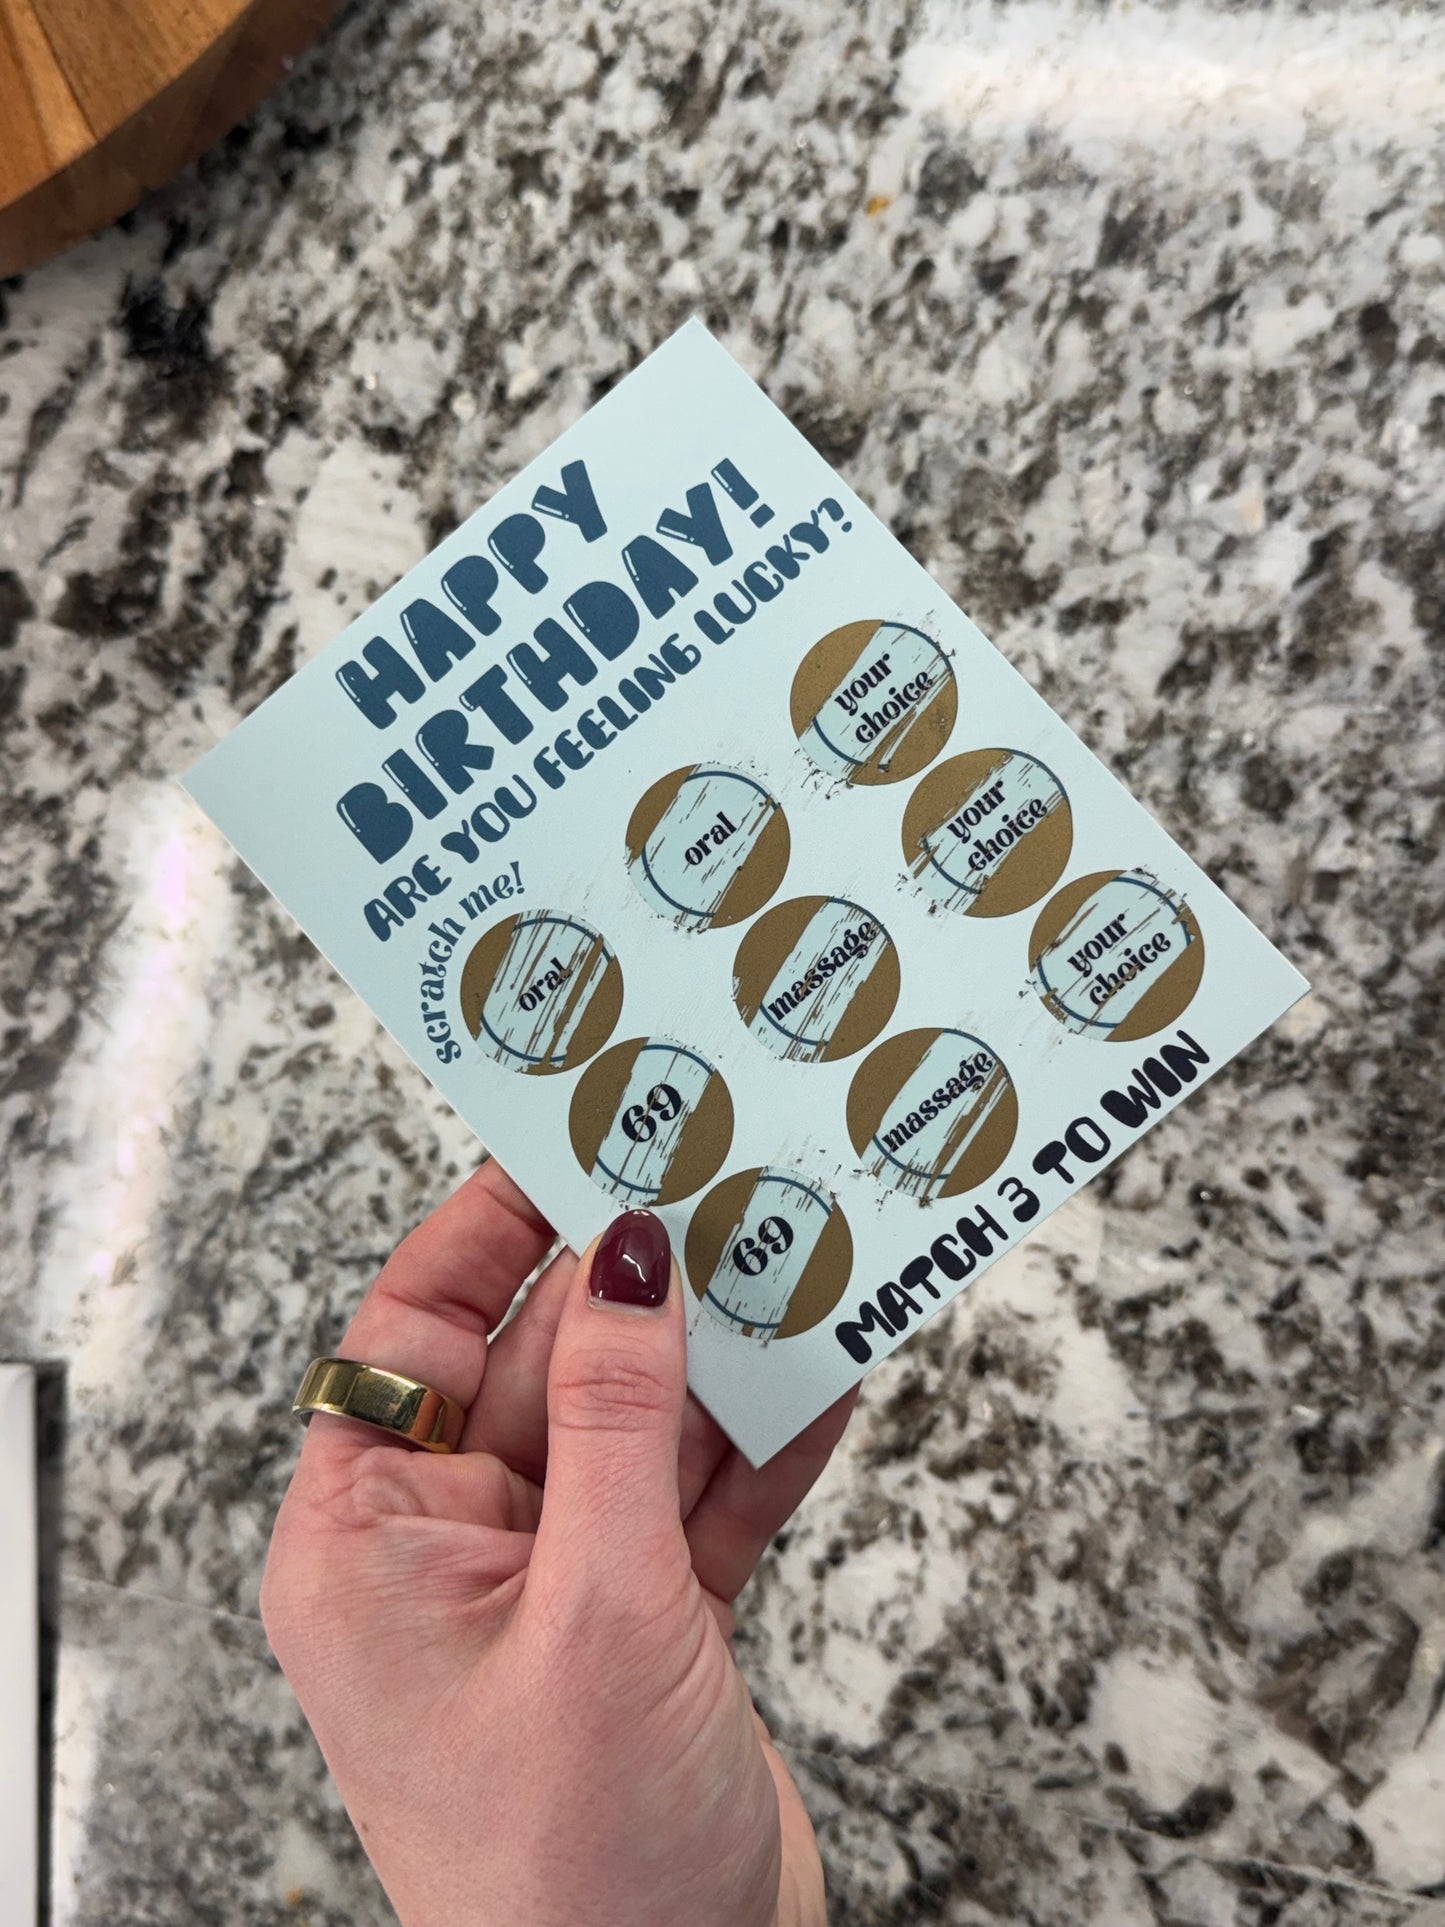 HAPPY
BIRTHDAY!
ARE YOU FEELING LUCKY?
scratch me!
oral
oral
your
choice
69
massage
your
choice
69
massage
your
choice
MATCH 3 TO WIN